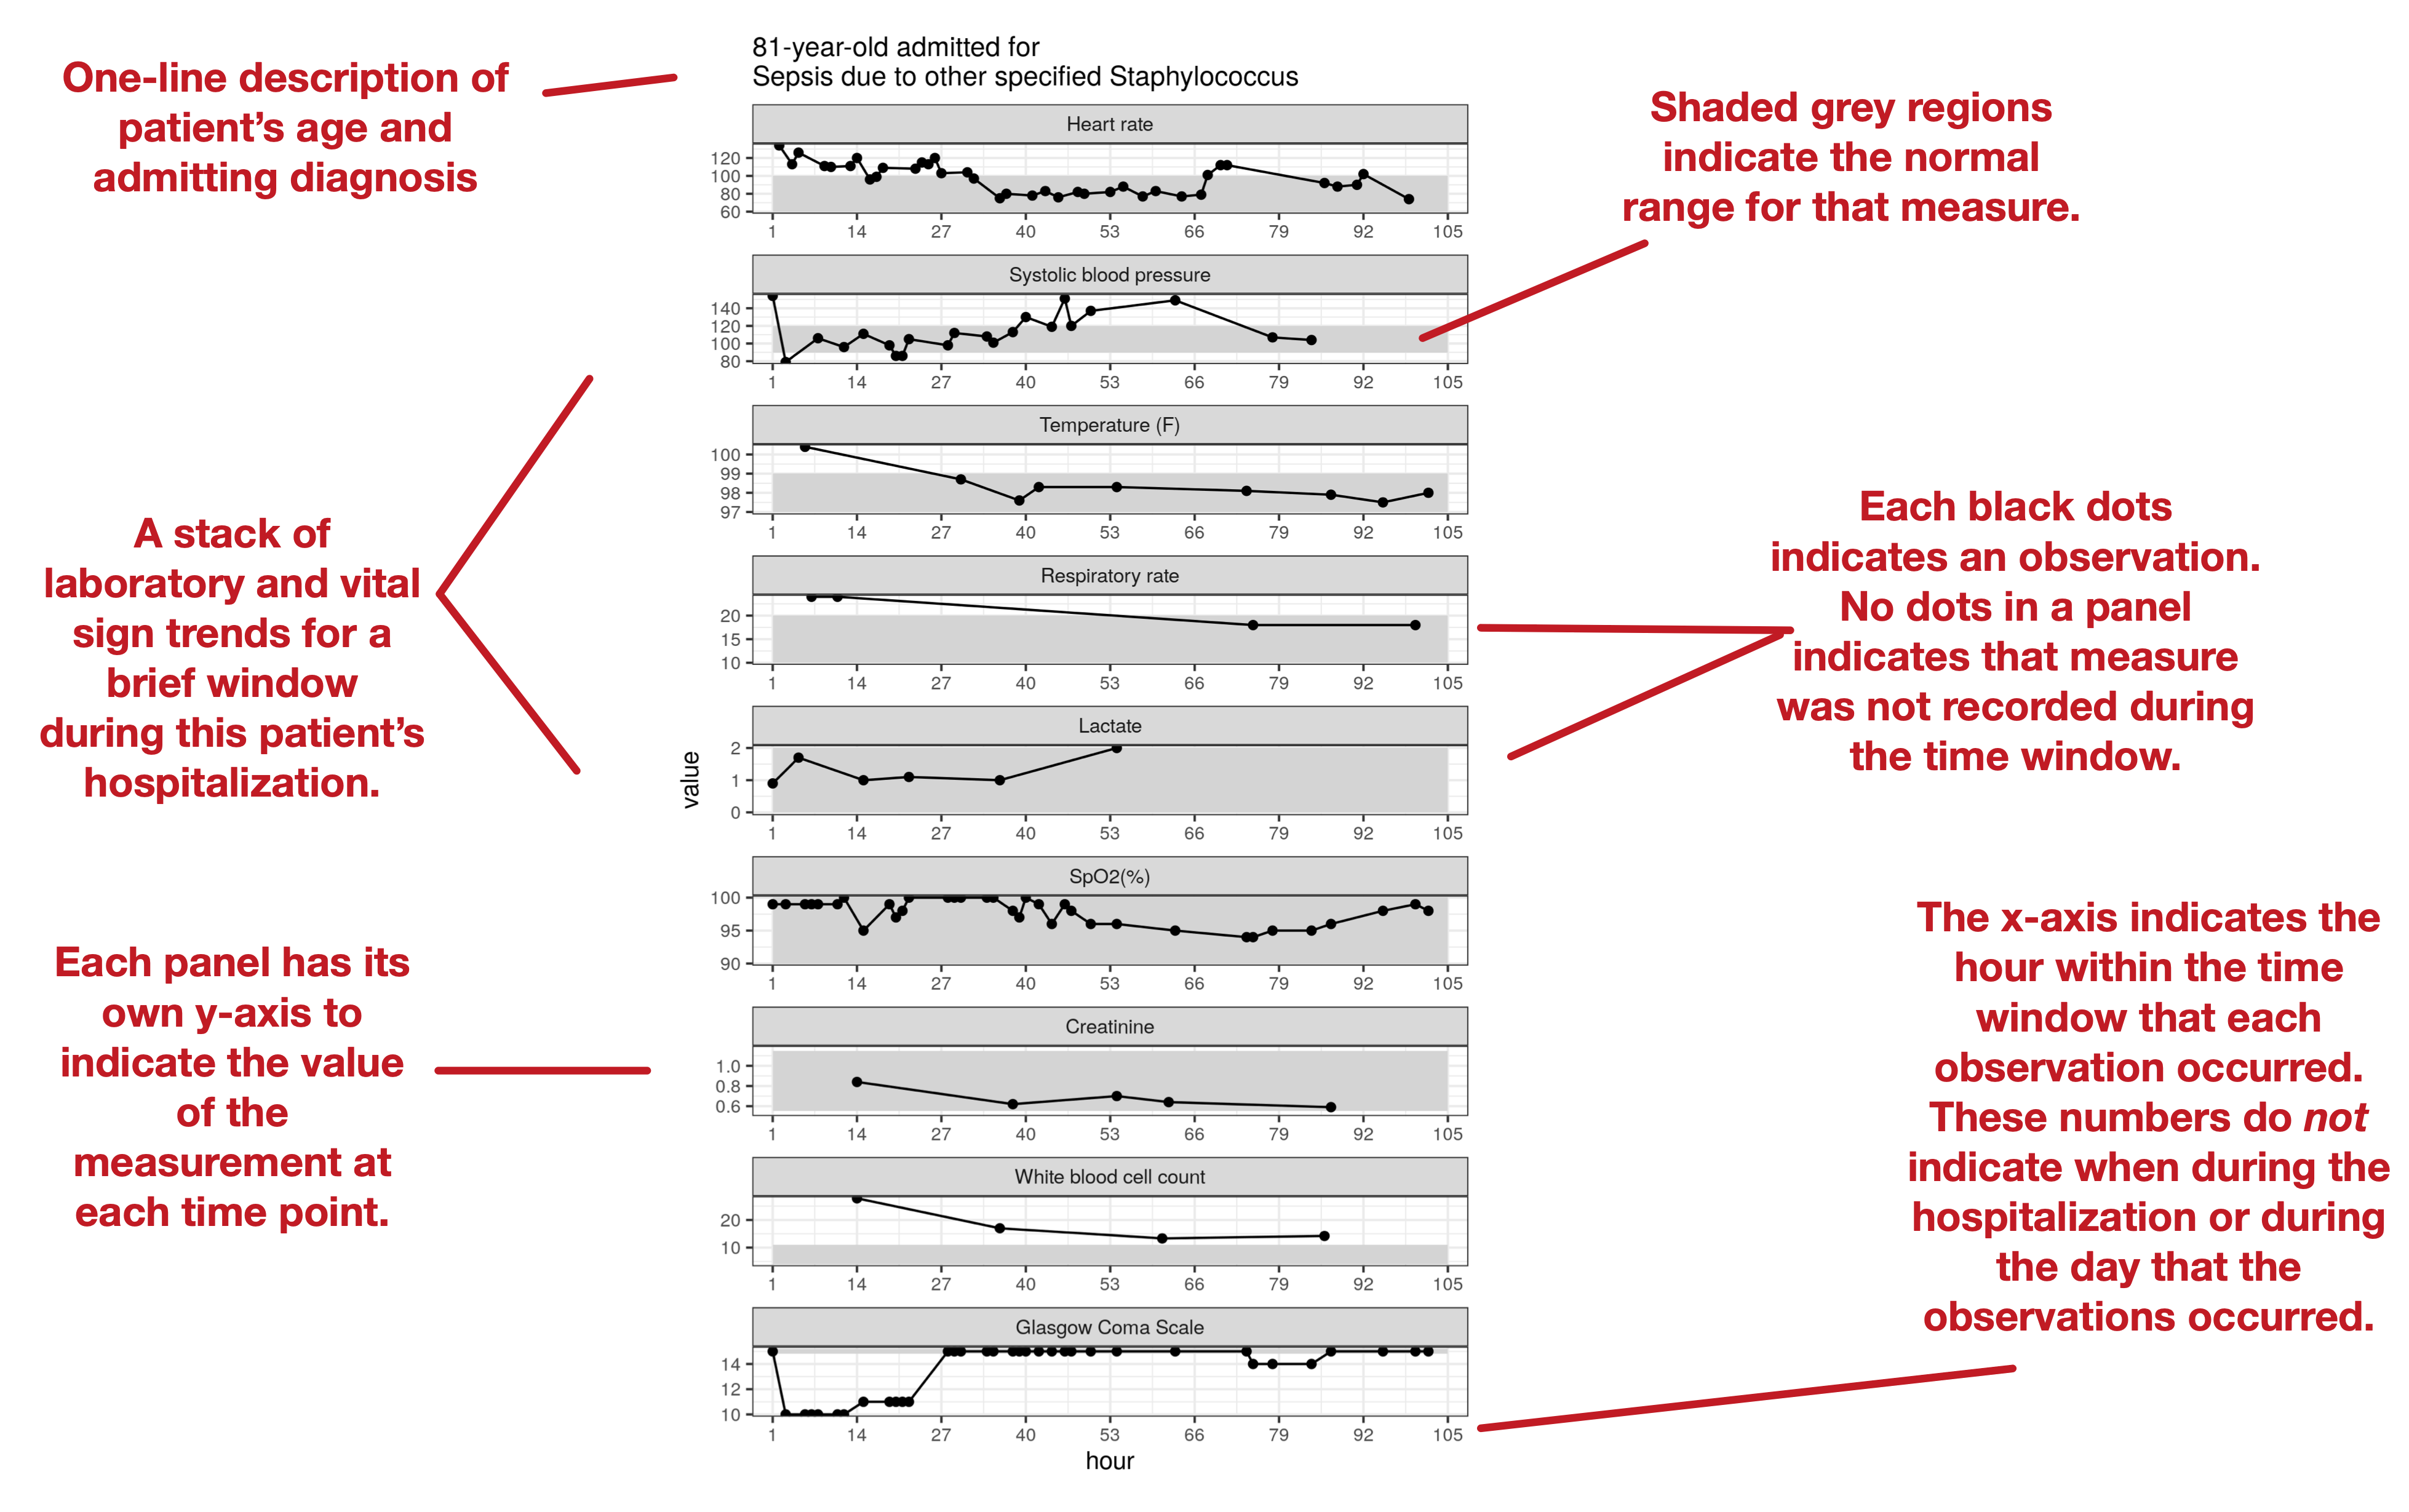 One-line description of
patient’s age and
admitting diagnosis
81-year-old admitted for
Sepsis due to other specified Staphylococcus
Shaded grey regions
indicate the normal
range for that measure.
Heart rate
120
100
80
60
1 14 27 40 53 66 79 92 105
Systolic blood pressure
140
120
100
80
1 14 27 40 53 66 79 92 105
Temperature (F)
100
99
98
97
1 14 27 40 53 66 79 92 105
A stack of
laboratory and vital
sign trends for a
brief window
during this patient’s
hospitalization.
Each black dots
indicates an observation.
No dots in a panel
indicates that measure
was not recorded during
the time window.
Respiratory rate
20
15
10
1 14 27 40 53 66 79 92 105
value
Lactate
2
1
0
1 14 27 40 53 66 79 92 105
SpO2(%)
100
95
90
1 14 27 40 53 66 79 92 105
Each panel has its
own y-axis to
indicate the value
of the
measurement at
each time point.
The x-axis indicates the
hour within the time
window that each
observation occurred.
These numbers do not
indicate when during the
hospitalization or during
the day that the
observations occurred.
Creatinine
1.0
0.8
0.6
1 14 27 40 53 66 79 92 105
White blood cell count
20
10
1 14 27 40 53 66 79 92 105
Glasgow Coma Scale
14
12
10
1 14 27 40 53 66 79 92 105
hour